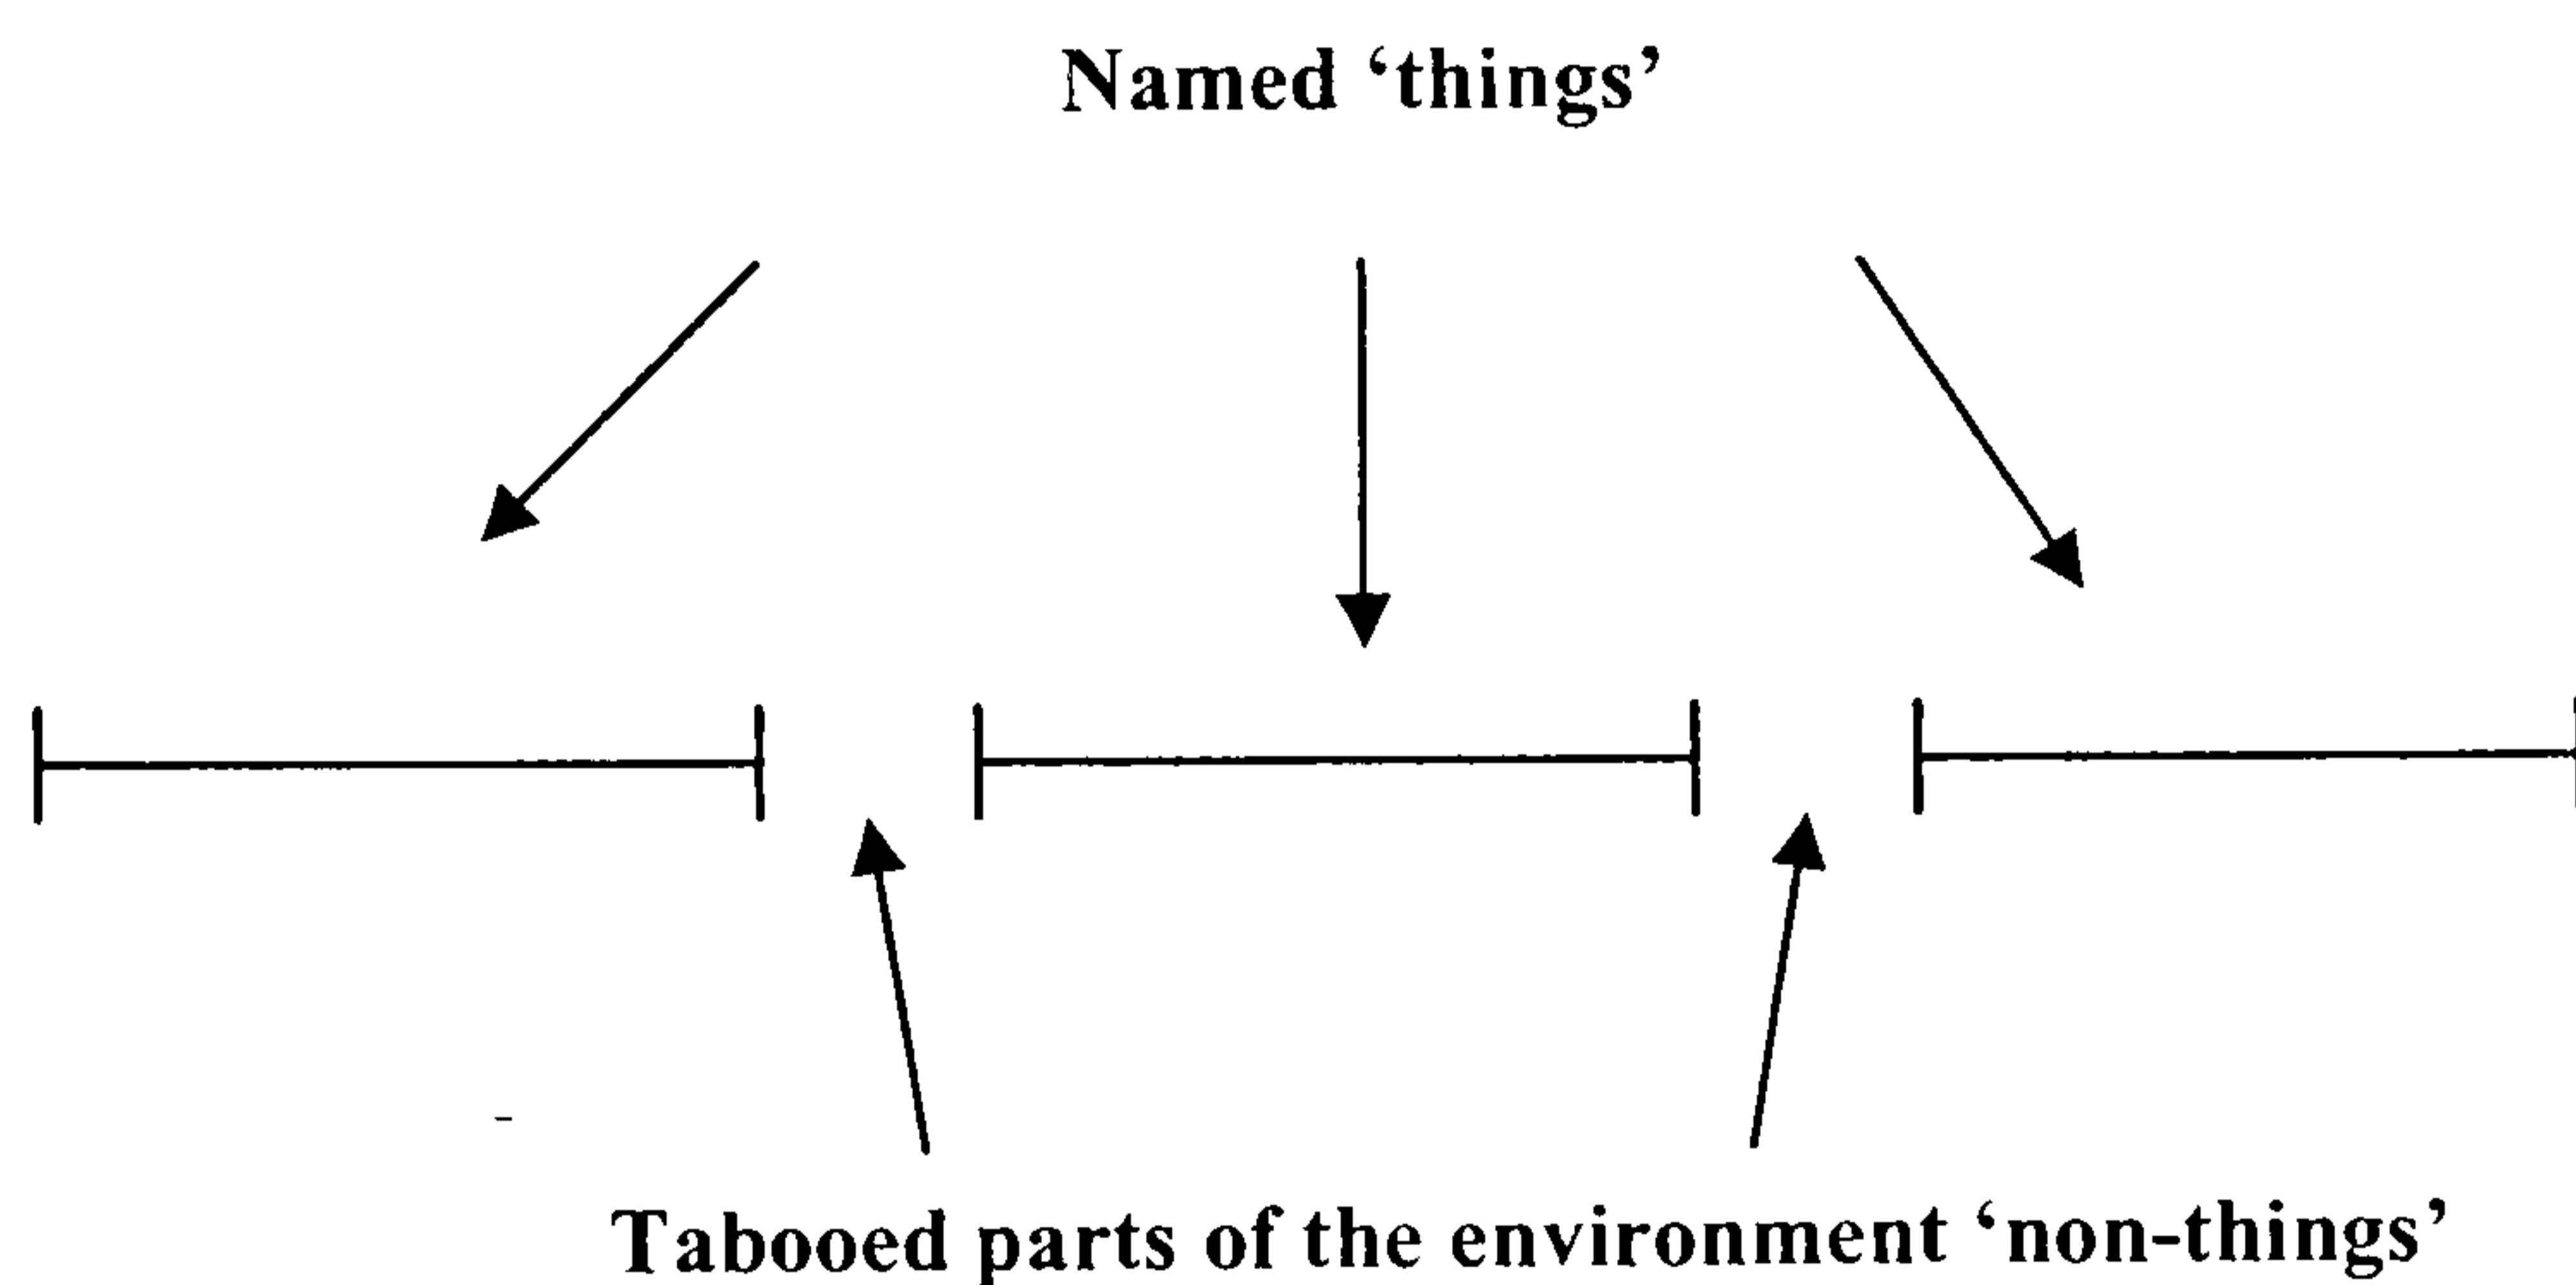 Named ‘things’
Tabooed parts of the environment ‘non-things’